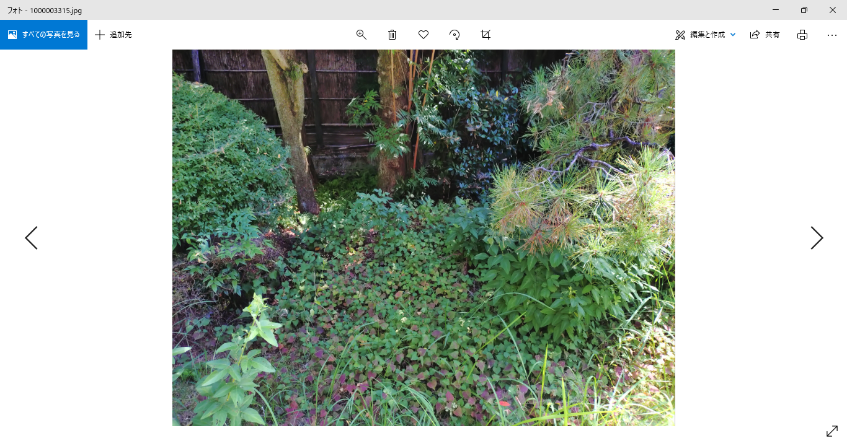 フォト - 1000003315.jpg
すべての写真を見る
追加先
編集と作成
共有